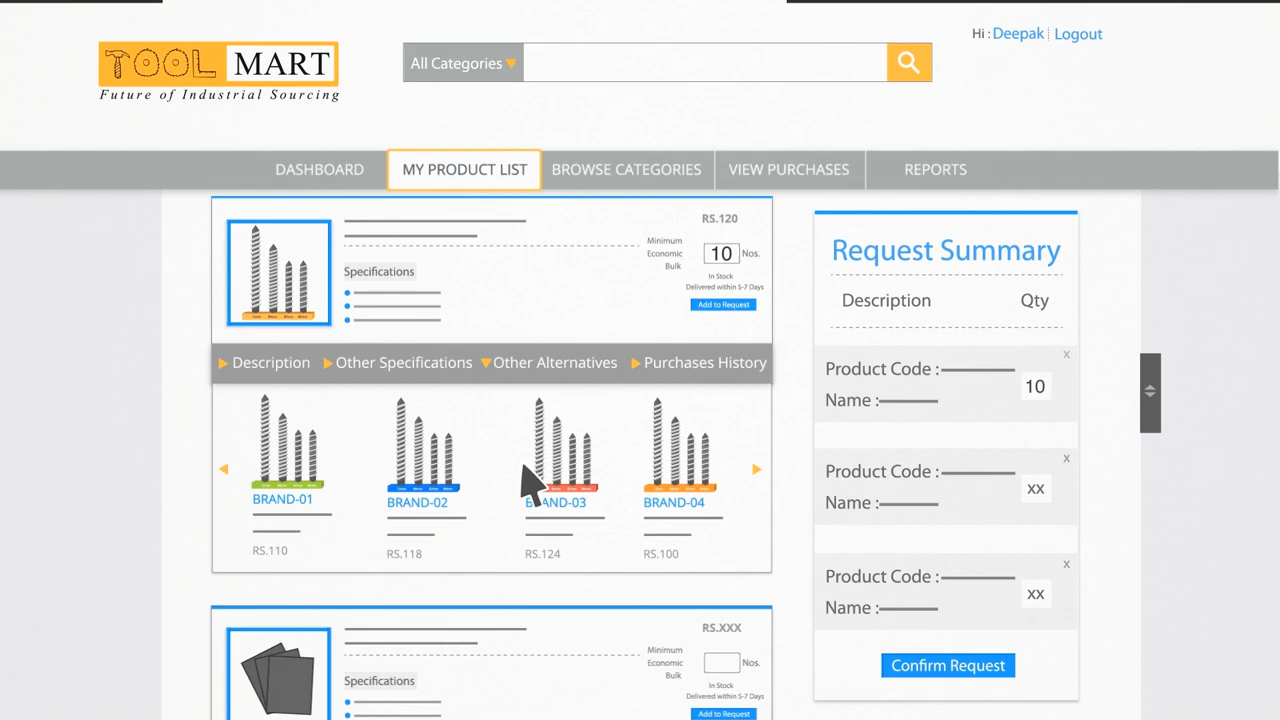 Hi : Deepak Logout
TOOL MART
Future of Industrial Sourcing
All Categories
DASHBOARD MY PRODUCT LIST BROWSE CATEGORIES VIEW PURCHASES REPORTS
RS.120
Minimum
Economic
Bulk
10 Nos.
In Stock
Delivered within 5-7 Days
Add to Request
Specifications
Description Other Specifications Other Alternatives Purchases History
BRAND-01 BRAND-02 BRAND-03 BRAND-04
RS.110 RS.118 RS.124 RS.100
RS.XXX
Minimum
Economic
Bulk
Nos.
In Stock
Delivered within 5-7 Days
Add to Request
Specifications
Request Summary
Description Qty
x
Product Code :
Name :
10
x
Product Code :
Name :
xx
x
Product Code :
Name :
xx
Confirm Request